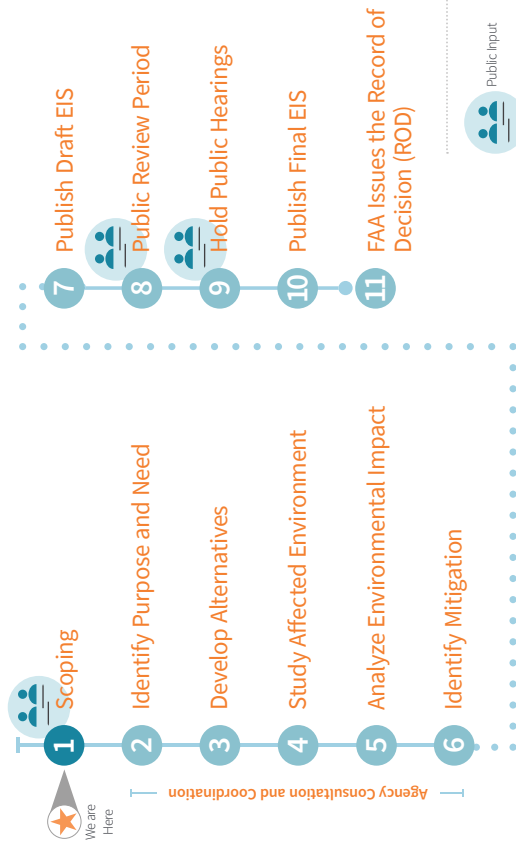 We are
Here
1
Scoping
2
Identify Purpose and Need
3
Develop Alternatives
4
Study Affected Environment
5
Analyze Environmental Impact
6
Identify Mitigation
Agency Consultation and Coordination
7
Publish Draft EIS
8
Public Review Period
9
Hold Public Hearings
10
Publish Final EIS
11
FAA Issues the Record of
Decision (ROD)
Public Input